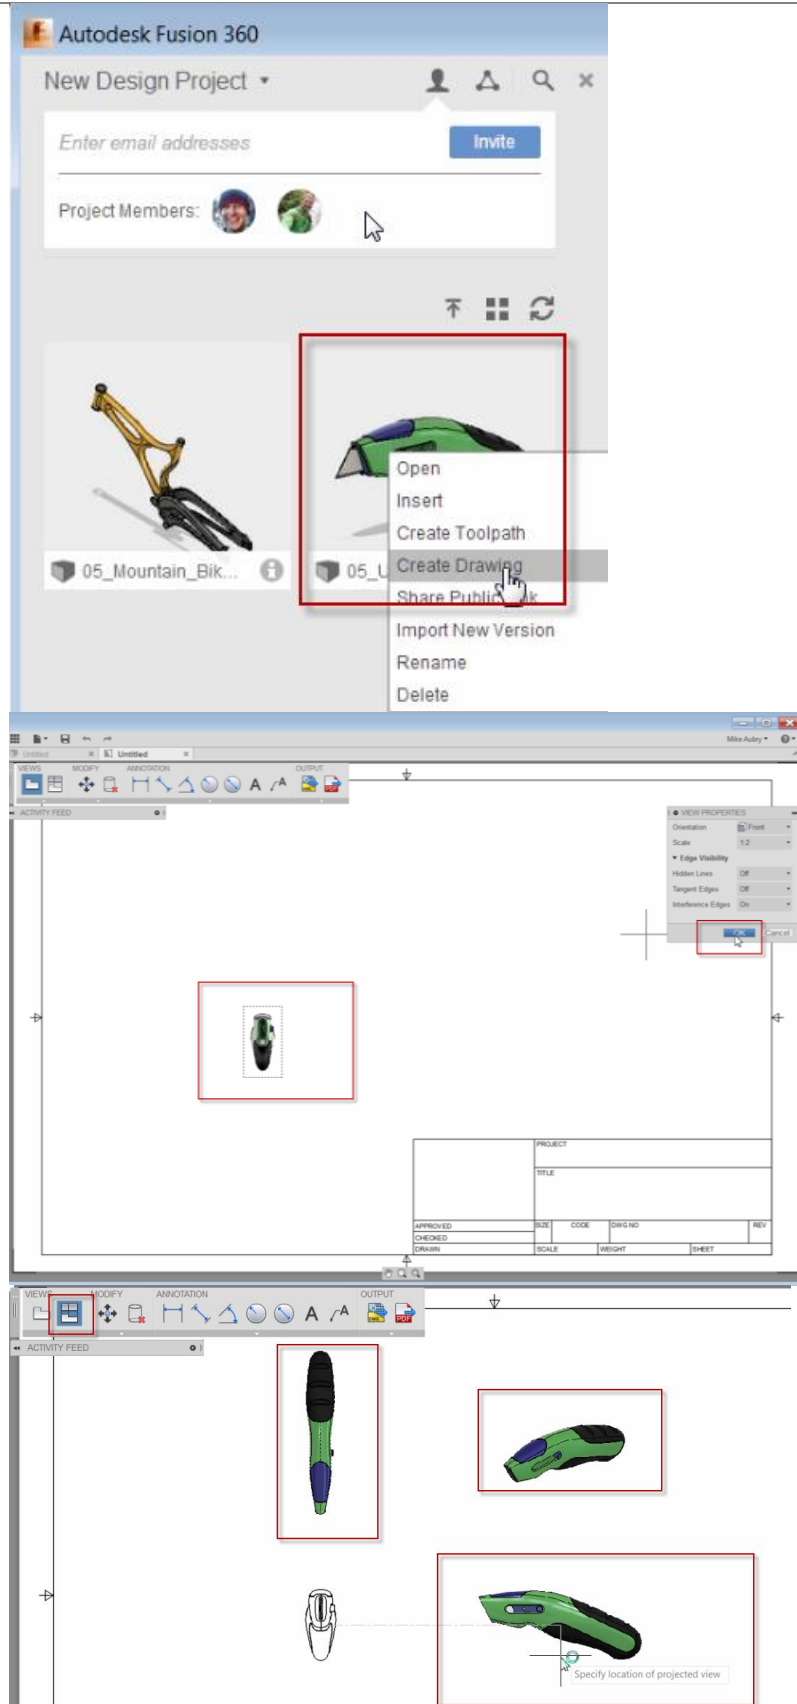 Autodesk Fusion 360
New Design Project
Enter email addresses
Invite
Project Members:
Open
Insert
Create Toolpath
05_Mountain_Bik...
05_U
Create Drawing
Share Public
Import New Version
Rename
Delete
Mike Aubry
Untitled
Untitled
VIEWS MODIFY ANNOTATION OUTPUT
A A PDF
ACTIVITY FEED
VIEW PROPERTIES
Orientation Front
Scale 1:2
Edge Visibility
Hidden Lines Off
Tangent Edges Off
Interference Edges On
OK Cancel
PROJECT
TITLE
APPROVED SIZE CODE DWG NO REV
CHECKED
DRAWN SCALE WEIGHT SHEET
VIEWS MODIFY ANNOTATION OUTPUT
A A PDF
ACTIVITY FEED
Specify location of projected view